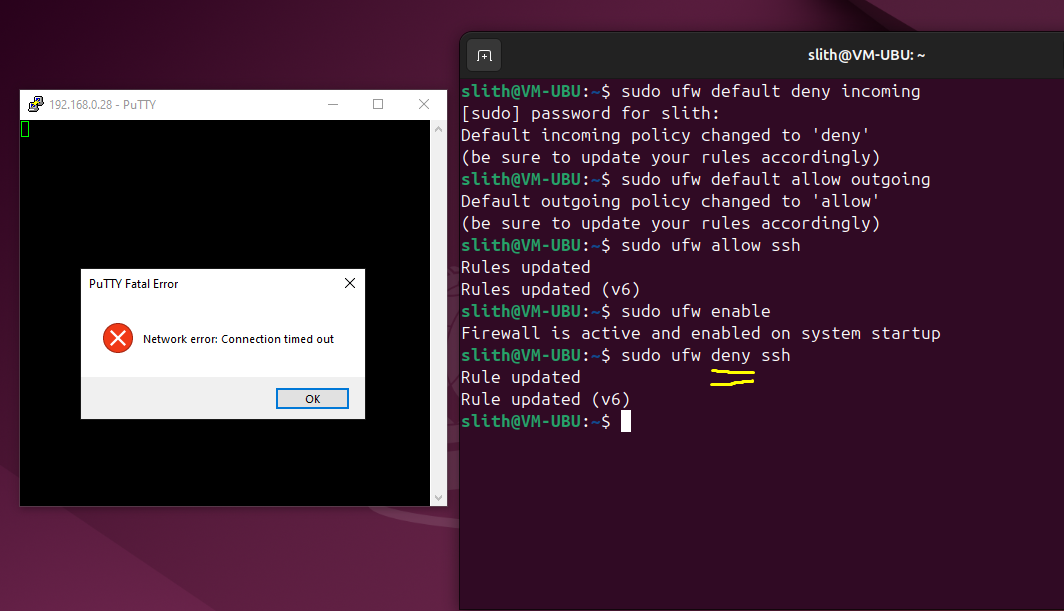 192.168.0.28 - PuTTY
PuTTY Fatal Error
Network error: Connection timed out
OK
slith@VM-UBU: ~
slith@VM-UBU:~$ sudo ufw default deny incoming
[sudo] password for slith:
Default incoming policy changed to 'deny'
(be sure to update your rules accordingly)
slith@VM-UBU:~$ sudo ufw default allow outgoing
Default outgoing policy changed to 'allow'
(be sure to update your rules accordingly)
slith@VM-UBU:~$ sudo ufw allow ssh
Rules updated
Rules updated (v6)
slith@VM-UBU:~$ sudo ufw enable
Firewall is active and enabled on system startup
slith@VM-UBU:~$ sudo ufw deny ssh
Rule updated
Rule updated (v6)
slith@VM-UBU:~$